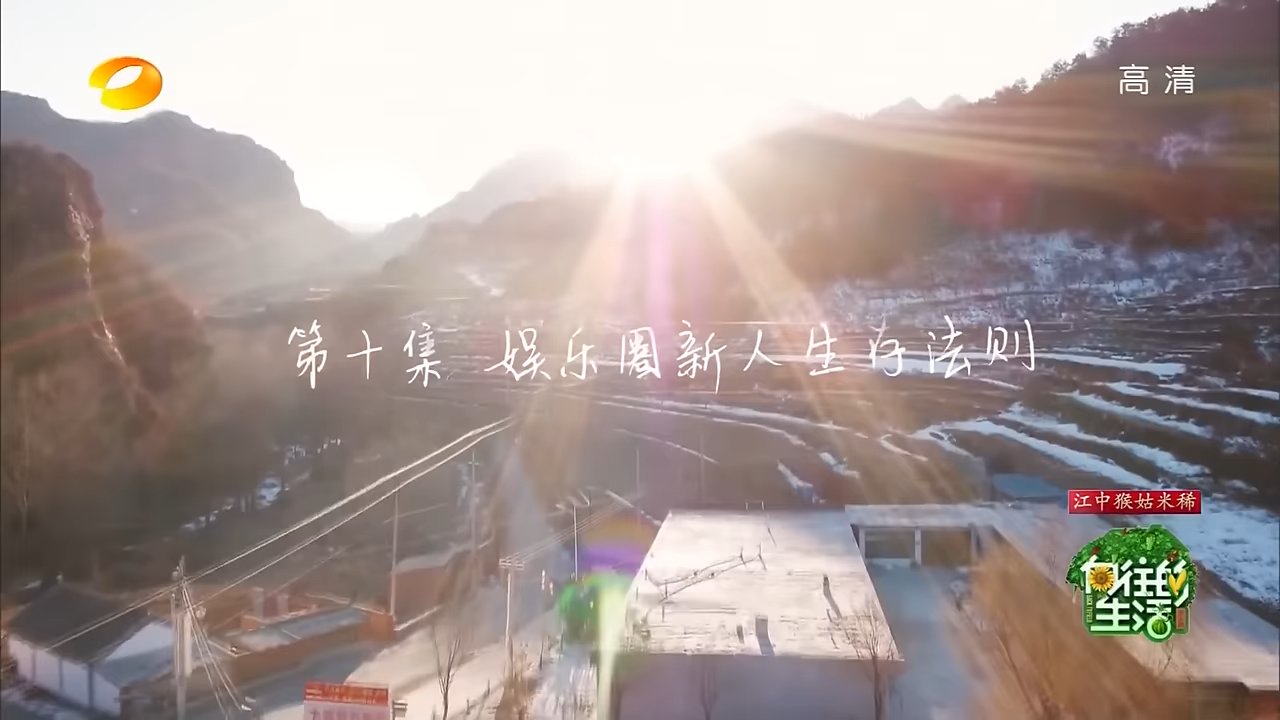 高清
第十集 娱乐圈新人生存法则
江中猴姑米稀
向往的
生活